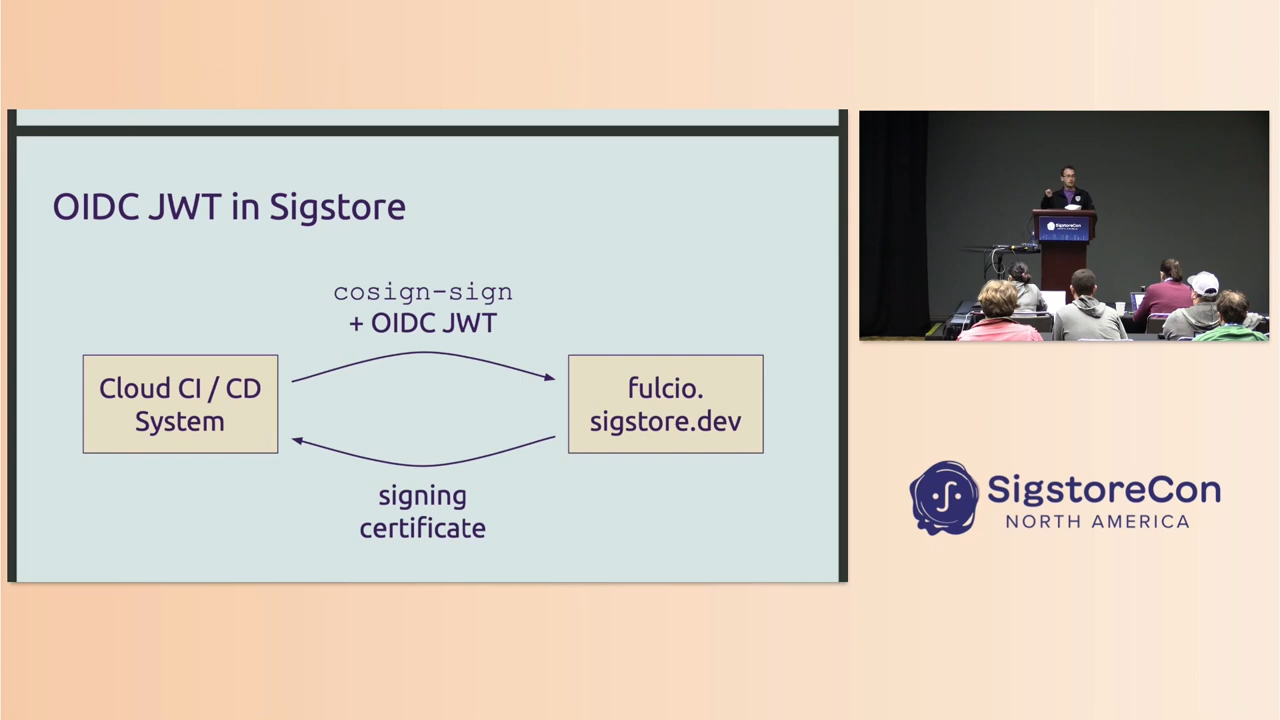 OIDC JWT in Sigstore
cosign-sign
+ OIDC JWT
Cloud CI / CD
System
fulcio.
sigstore.dev
signing
certificate
SigstoreCon
SigstoreCon
NORTH AMERICA